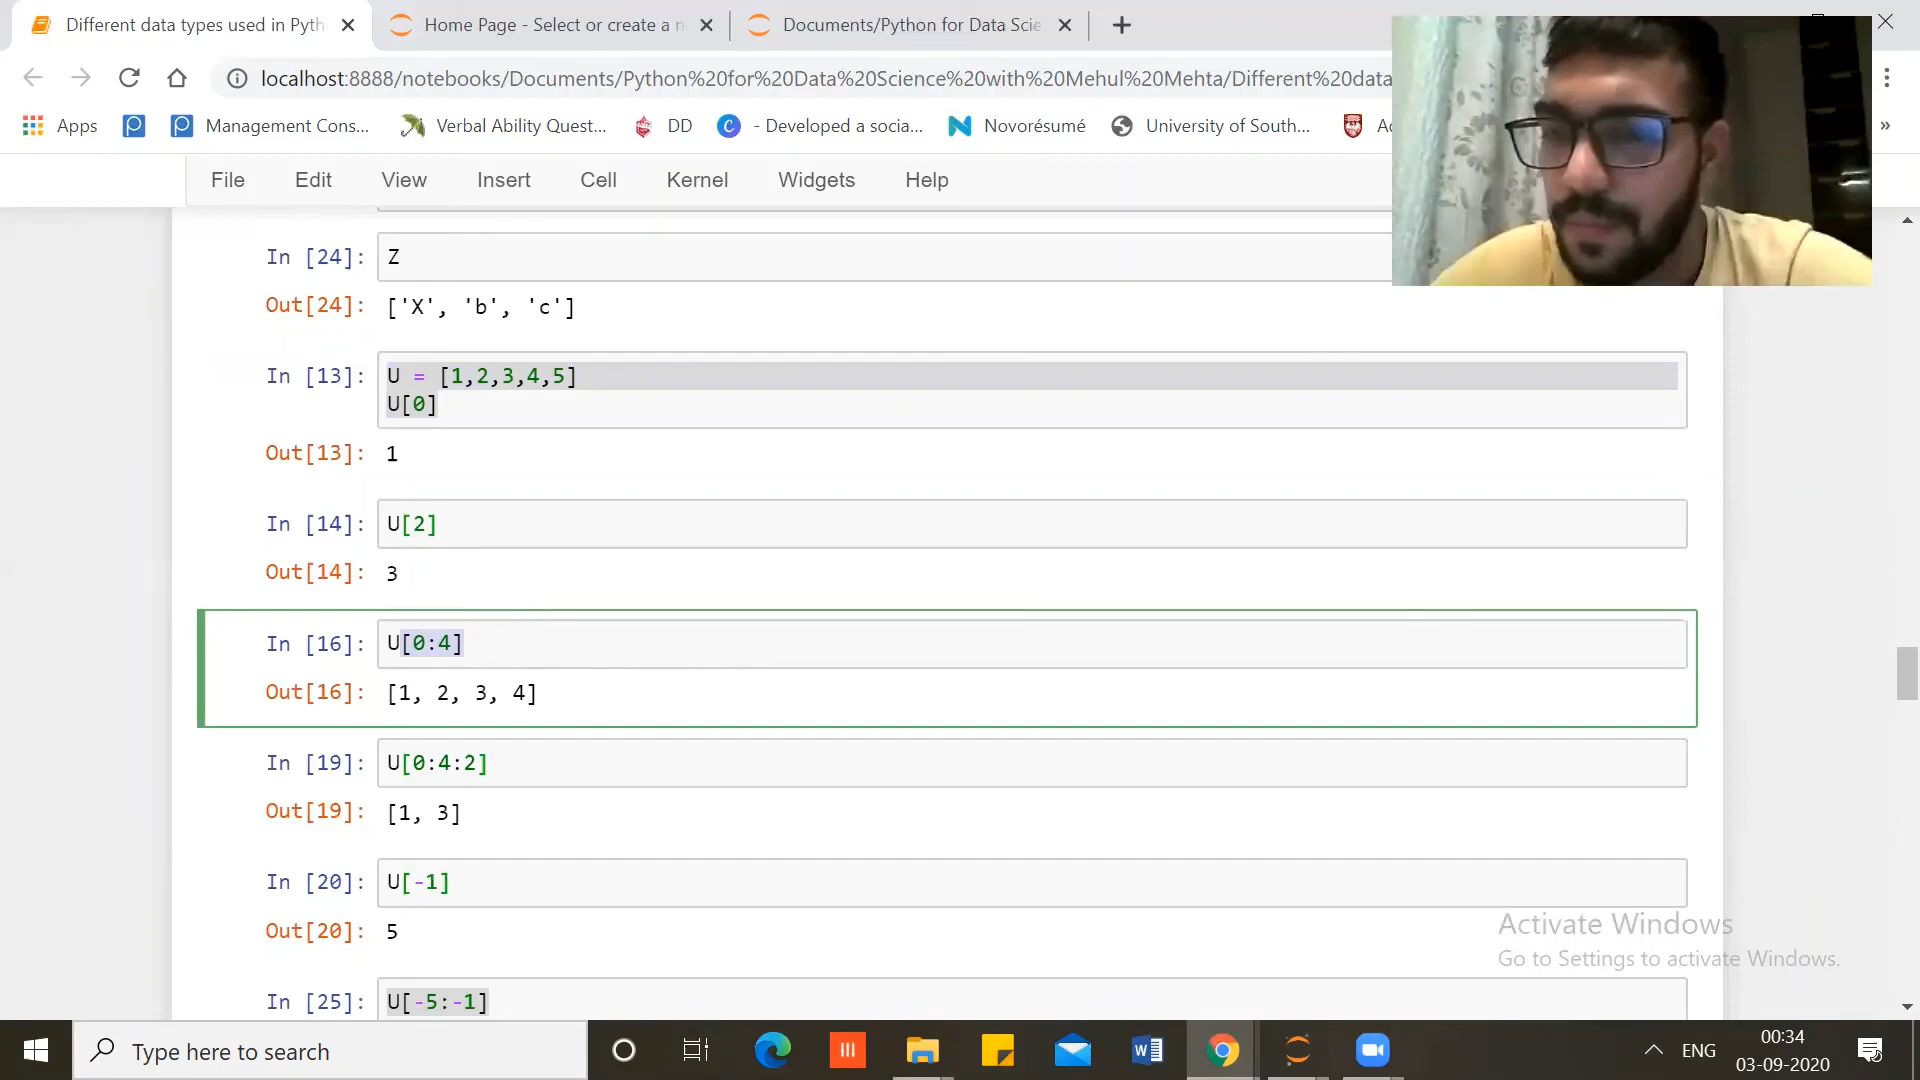 Different data types used in Pyth
Home Page - Select or create a n
Documents/Python for Data Scie
localhost:8888/notebooks/Documents/Python%20for%20Data%20Science%20with%20Mehul%20Mehta/Different%20data
Apps
Management Cons...
Verbal Ability Quest...
DD
- Developed a socia...
Novorésumé
University of South...
File Edit View Insert Cell Kernel Widgets Help
In [24]: Z
Out[24]: ['X', 'b', 'c']
In [13]: U = [1,2,3,4,5]
U[0]
Out[13]: 1
In [14]: U[2]
Out[14]: 3
In [16]: U[0:4]
Out[16]: [1, 2, 3, 4]
In [19]: U[0:4:2]
Out[19]: [1, 3]
In [20]: U[-1]
Out[20]: 5
In [25]: U[-5:-1]
Activate Windows
Go to Settings to activate Windows.
Type here to search
ENG
00:34
03-09-2020